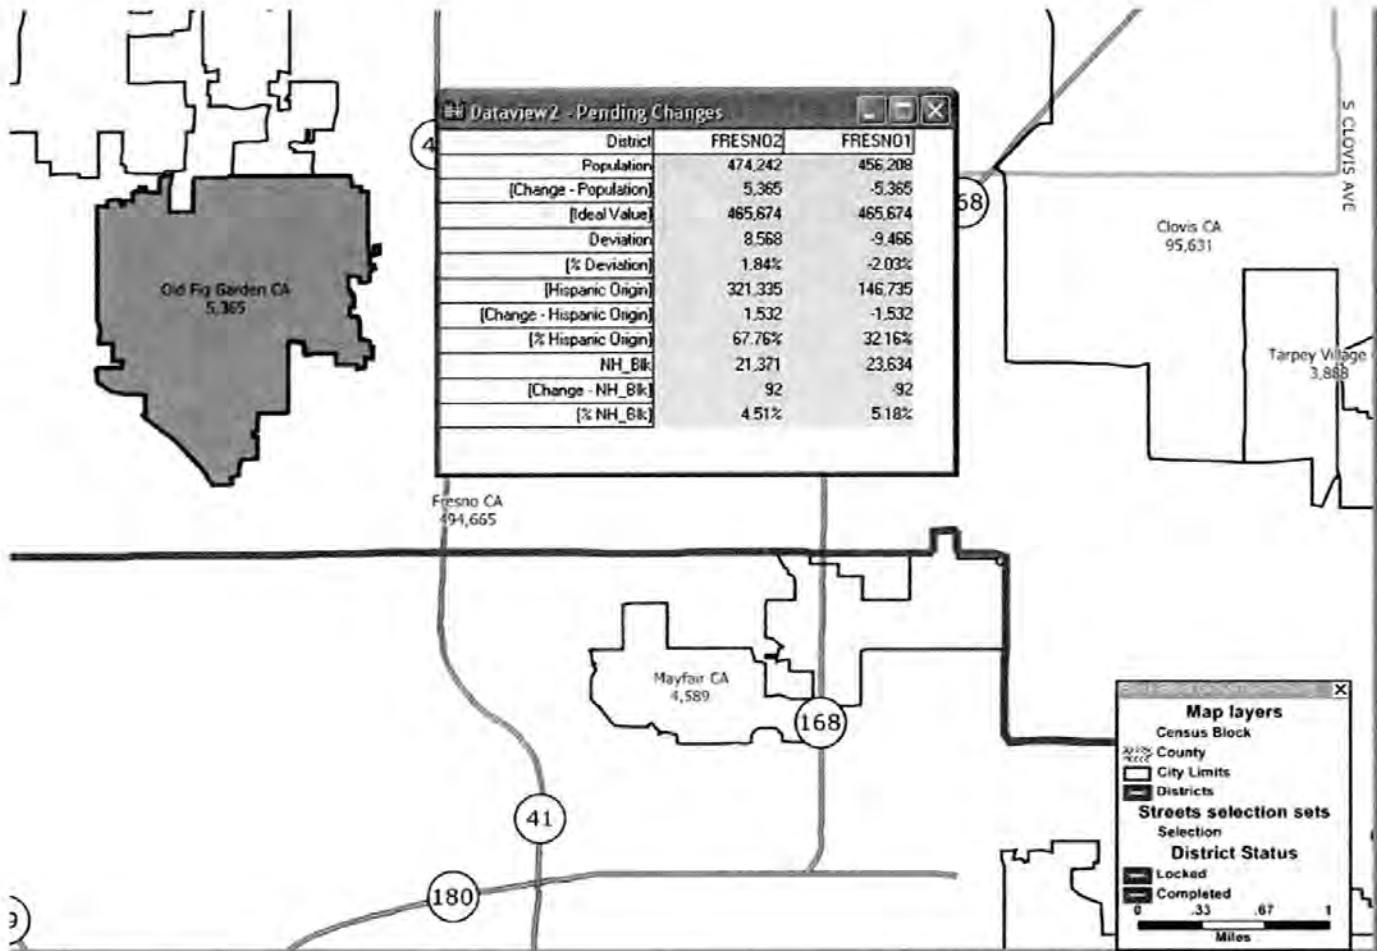 S CLOVIS AVE
Dataview2 - Pending Changes
District FRESNO2 FRESNO1
Population 474,242 456,208
[Change - Population] 5,365 -5,365
[Ideal Value] 465,674 465,674
Deviation 8,568 -9,466
[% Deviation] 1.84% -2.03%
[Hispanic Origin] 321,335 146,735
[Change - Hispanic Origin] 1,532 -1,532
[% Hispanic Origin] 67.76% 32.16%
NH_Blk 21,371 23,634
[Change - NH_Blk] 92 -92
[% NH_Blk] 4.51% 5.18%
4
68
Clovis CA
95,631
Old Fig Garden CA
5,365
Tarpey Village
3,888
Fresno CA
494,665
Mayfair CA
4,589
168
41
180
9
Map layers
Census Block
County
City Limits
Districts
Streets selection sets
Selection
District Status
Locked
Completed
0 .33 .67 1
Miles